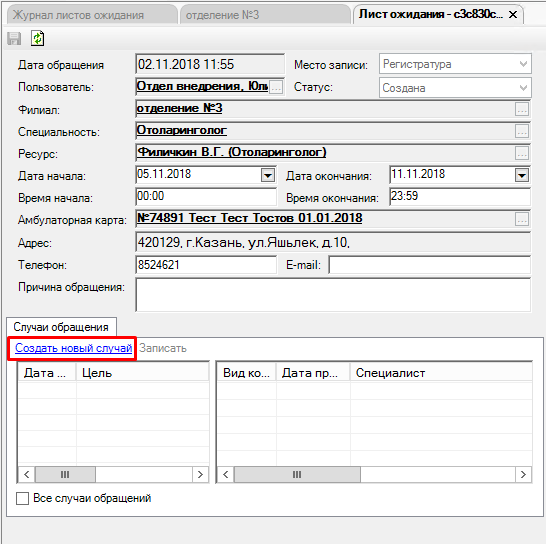 Журнал листов ожидания отделение №3 Лист ожидания - c3c830c...
Дата обращения 02.11.2018 11:55 Место записи: Регистратура
Пользователь: Отдел внедрения, Юли Статус: Создана
Филиал: отделение №3
Специальность: Отоларинголог
Ресурс: Филичкин В.Г. (Отоларинголог)
Дата начала: 05.11.2018 Дата окончания: 11.11.2018
Время начала: 00:00 Время окончания: 23:59
Амбулаторная карта: №74891 Тест Тест Тостов 01.01.2018
Адрес: 420129, г.Казань, ул.Яшьлек, д.10,
Телефон: 8524621 E-mail:
Причина обращения:
Случаи обращения
Создать новый случай Записать
Дата ... Цель Вид ко... Дата пр... Специалист
Все случаи обращений